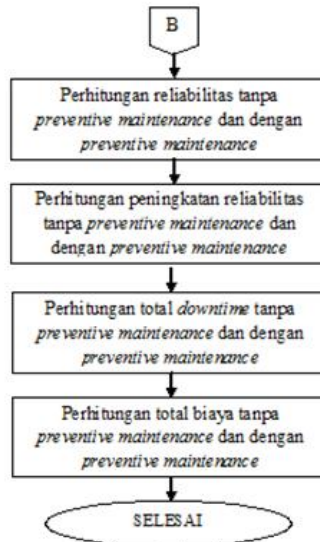 B
Perhitungan reliabilitas tanpa
preventive maintenance dan dengan
preventive maintenance
Perhitungan peningkatan reliabilitas
tanpa preventive maintenance dan
dengan preventive maintenance
Perhitungan total downtime tanpa
preventive maintenance dan dengan
preventive maintenance
Perhitungan total biaya tanpa
preventive maintenance dan dengan
preventive maintenance
SELESAI